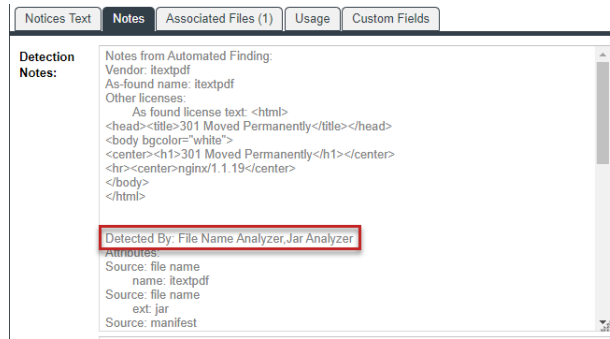 Notices Text Notes Associated Files (1) Usage Custom Fields
Detection Notes:
Notes from Automated Finding:
Vendor: itextpdf
As-found name: itextpdf
Other licenses:
As found license text: <html>
<head><title>301 Moved Permanently</title></head>
<body bgcolor="white">
<center><h1>301 Moved Permanently</h1></center>
<hr><center>nginx/1.1.19</center>
</body>
</html>
Detected By: File Name Analyzer,Jar Analyzer
Attributes:
Source: file name
name: itextpdf
Source: file name
ext: jar
Source: manifest